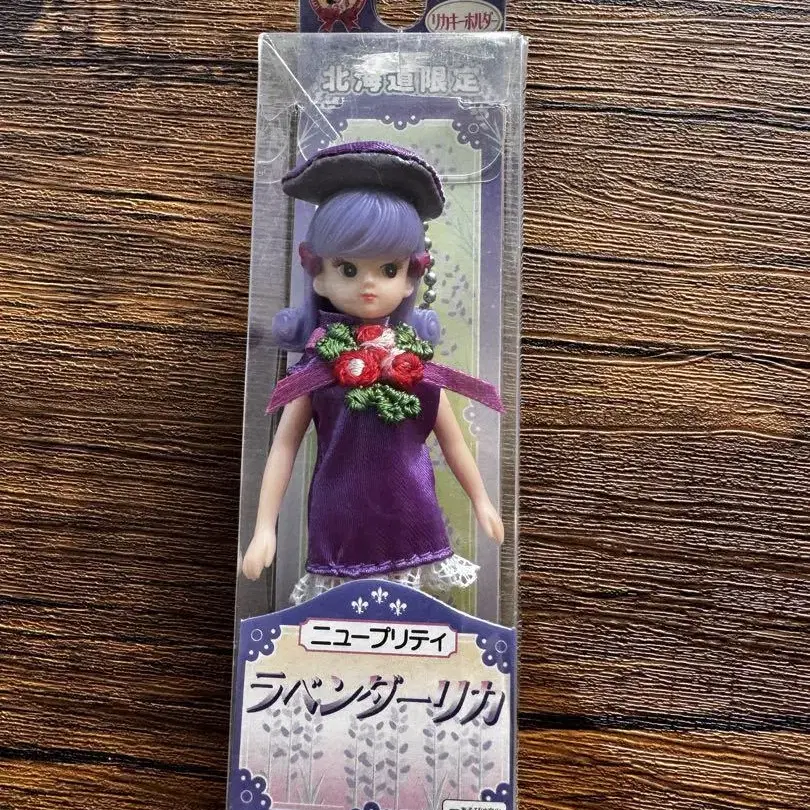 リカキーホルダー
北海道限定
ニュープリティ
ラベンダーリカ